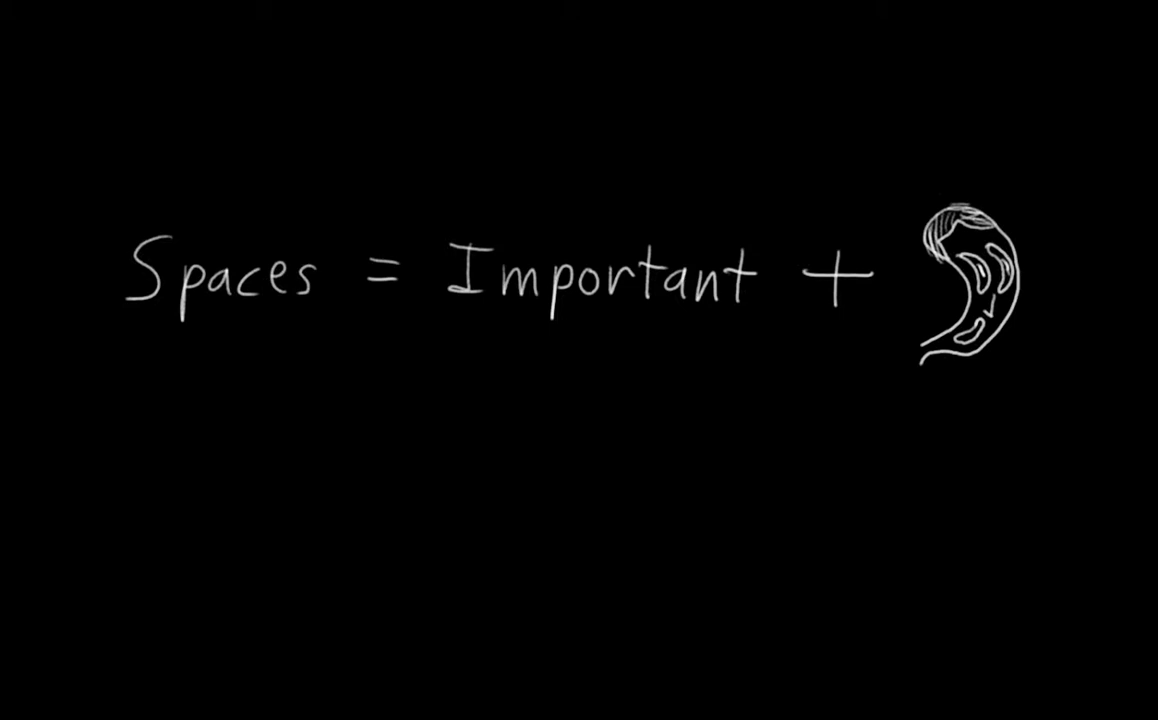 Spaces = Important +